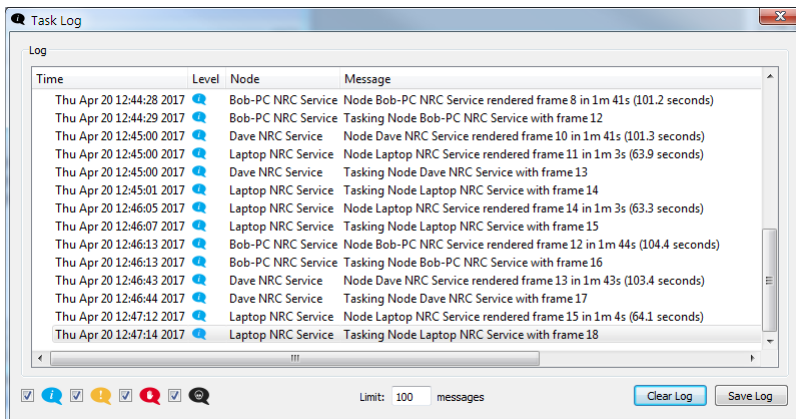 Task Log
Log
Time Level Node Message
Thu Apr 20 12:44:28 2017 Bob-PC NRC Service Node Bob-PC NRC Service rendered frame 8 in 1m 41s (101.2 seconds)
Thu Apr 20 12:44:29 2017 Bob-PC NRC Service Tasking Node Bob-PC NRC Service with frame 12
Thu Apr 20 12:45:00 2017 Dave NRC Service Node Dave NRC Service rendered frame 10 in 1m 41s (101.3 seconds)
Thu Apr 20 12:45:00 2017 Laptop NRC Service Node Laptop NRC Service rendered frame 11 in 1m 3s (63.9 seconds)
Thu Apr 20 12:45:00 2017 Dave NRC Service Tasking Node Dave NRC Service with frame 13
Thu Apr 20 12:45:01 2017 Laptop NRC Service Tasking Node Laptop NRC Service with frame 14
Thu Apr 20 12:46:05 2017 Laptop NRC Service Node Laptop NRC Service rendered frame 14 in 1m 3s (63.3 seconds)
Thu Apr 20 12:46:07 2017 Laptop NRC Service Tasking Node Laptop NRC Service with frame 15
Thu Apr 20 12:46:13 2017 Bob-PC NRC Service Node Bob-PC NRC Service rendered frame 12 in 1m 44s (104.4 seconds)
Thu Apr 20 12:46:13 2017 Bob-PC NRC Service Tasking Node Bob-PC NRC Service with frame 16
Thu Apr 20 12:46:43 2017 Dave NRC Service Node Dave NRC Service rendered frame 13 in 1m 43s (103.4 seconds)
Thu Apr 20 12:46:44 2017 Dave NRC Service Tasking Node Dave NRC Service with frame 17
Thu Apr 20 12:47:12 2017 Laptop NRC Service Node Laptop NRC Service rendered frame 15 in 1m 4s (64.1 seconds)
Thu Apr 20 12:47:14 2017 Laptop NRC Service Tasking Node Laptop NRC Service with frame 18
Limit: 100 messages Clear Log Save Log